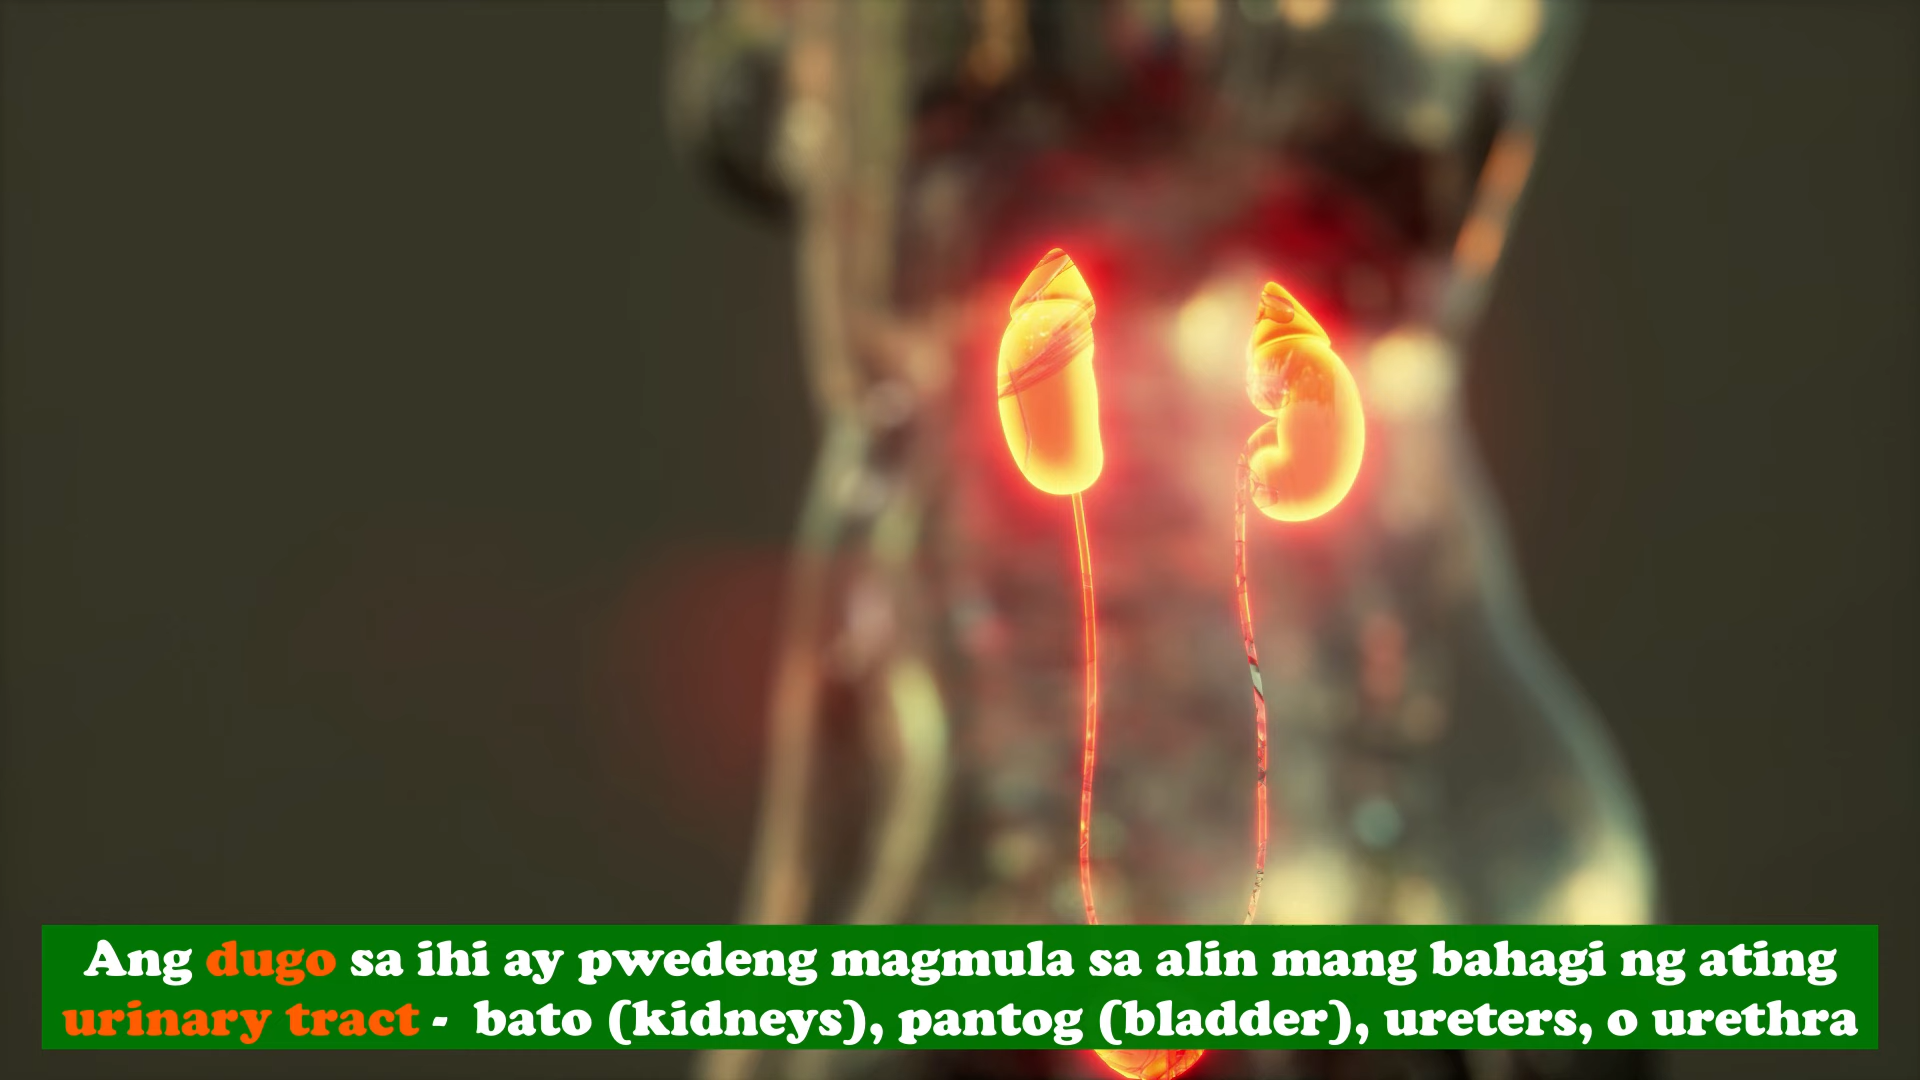 Ang dugo sa ihi ay pwedeng magmula sa alin mang bahagi ng ating
urinary tract - bato (kidneys), pantog (bladder), ureters, o urethra